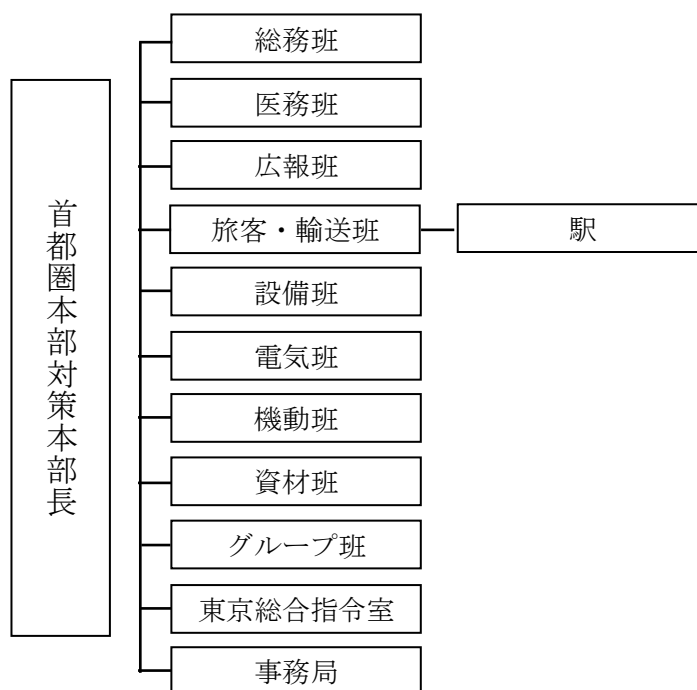 首都圏本部対策本部長
総務班
医務班
広報班
旅客・輸送班
駅
設備班
電気班
機動班
資材班
グループ班
東京総合指令室
事務局